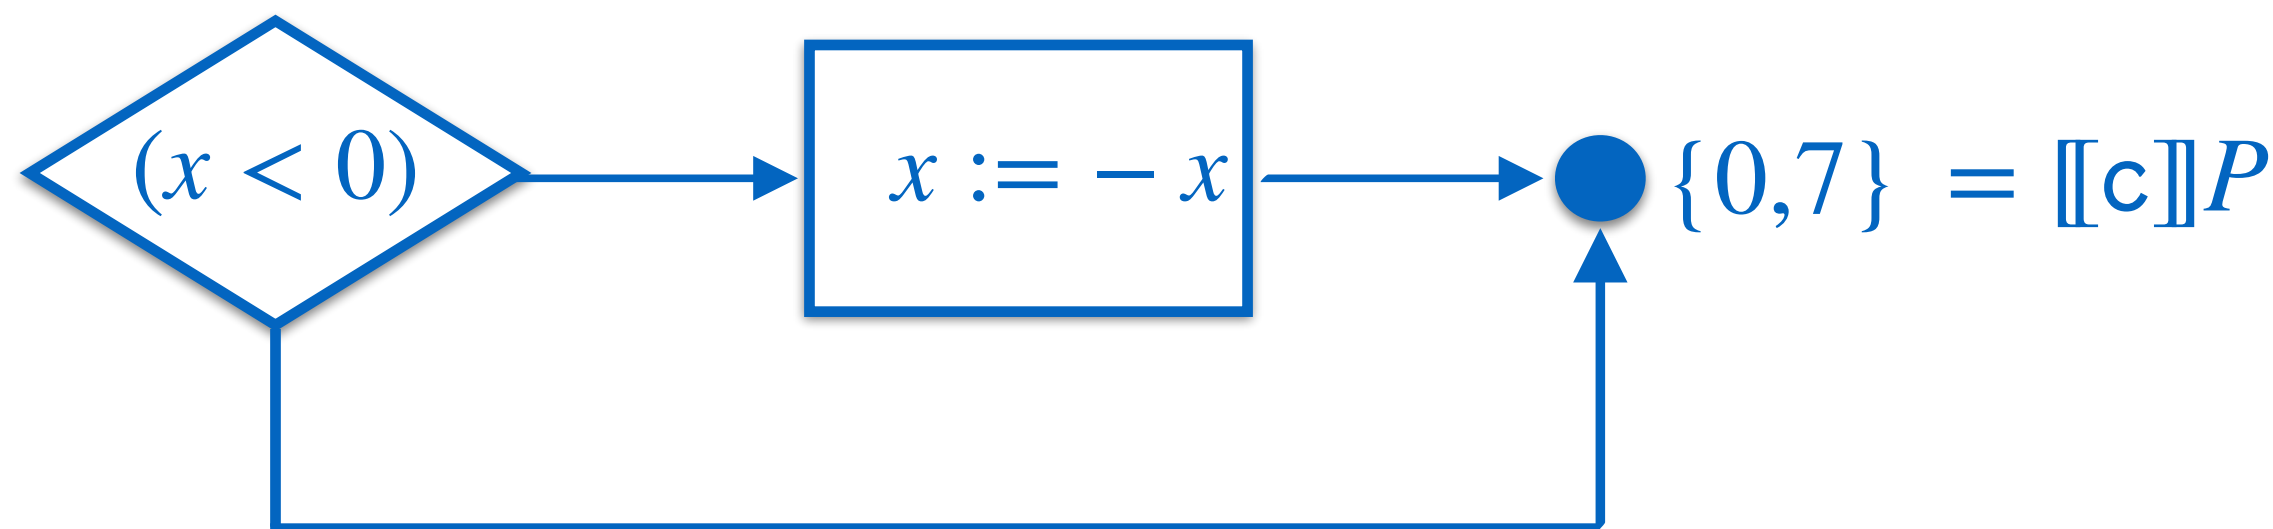 (x < 0)
x := − x
{0,7} = ⟦c⟧P